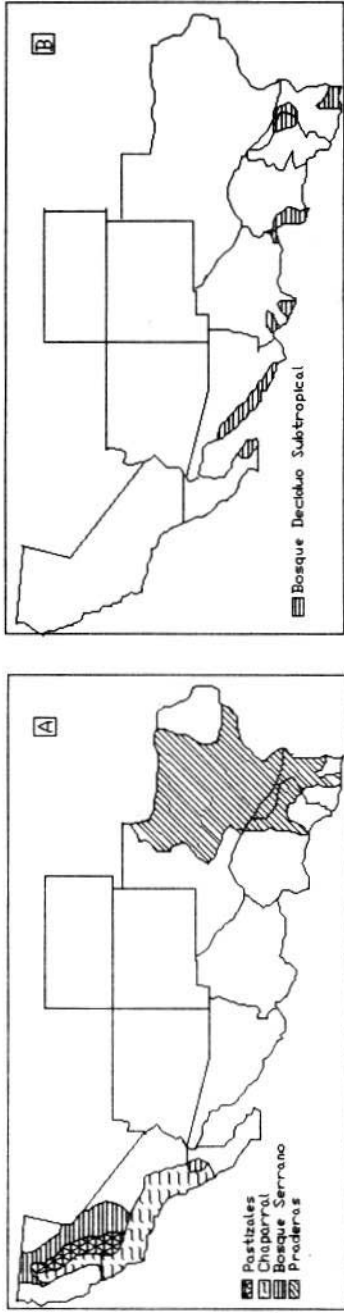 A
Pastizales
Chaparral
Bosque Serrano
Praderas
B
Bosque Deciduo Subtropical